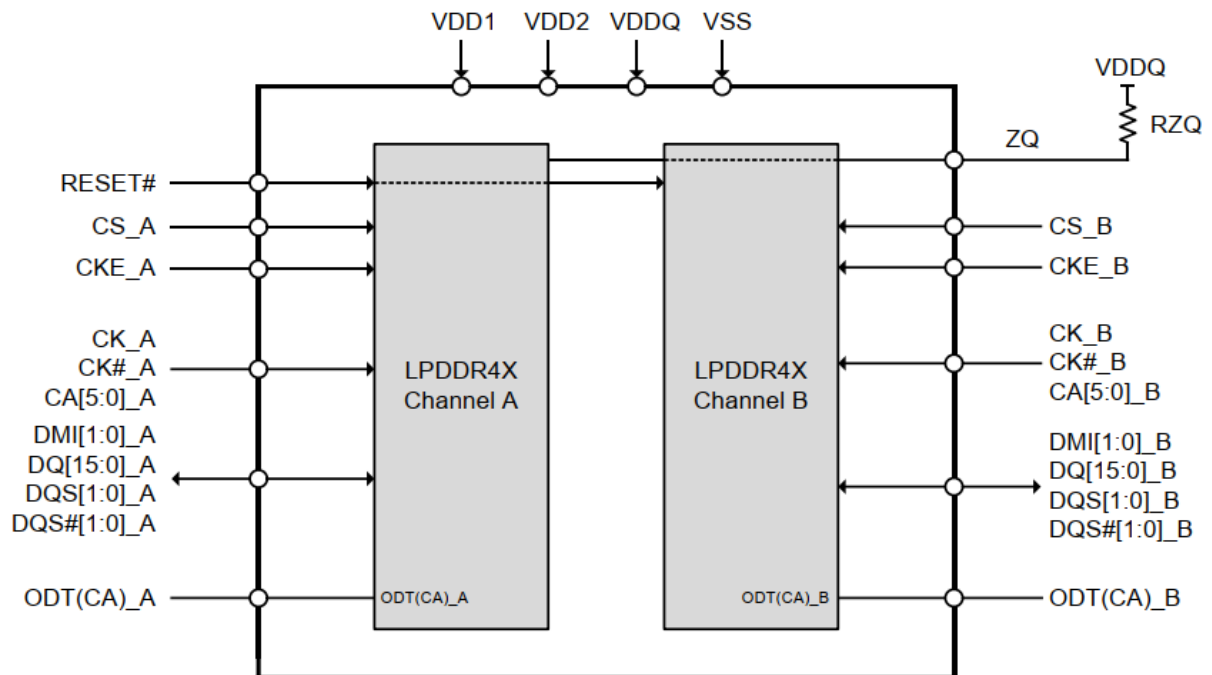 VDD1 VDD2 VDDQ VSS
VDDQ
RZQ
ZQ
RESET#
CS_A
CKE_A
CK_A
CK#_A
CA[5:0]_A
DMI[1:0]_A
DQ[15:0]_A
DQS[1:0]_A
DQS#[1:0]_A
ODT(CA)_A
LPDDR4X
Channel A
ODT(CA)_A
LPDDR4X
Channel B
ODT(CA)_B
CS_B
CKE_B
CK_B
CK#_B
CA[5:0]_B
DMI[1:0]_B
DQ[15:0]_B
DQS[1:0]_B
DQS#[1:0]_B
ODT(CA)_B